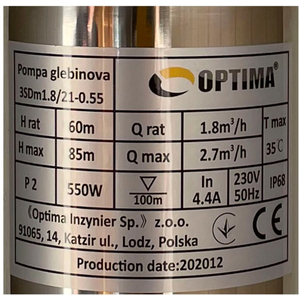 OPTIMA®
Pompa glebinova
3SDm1.8/21-0.55
H rat 60m Q rat 1.8m³/h T max
H max 85m Q max 2.7m³/h 35℃
P 2 550W 100m In 4.4A 230V 50Hz IP68
《Optima Inzynier Sp.》 z.o.o.
91065, 14, Katzir ul., Lodz, Polska
CE
Production date:202012